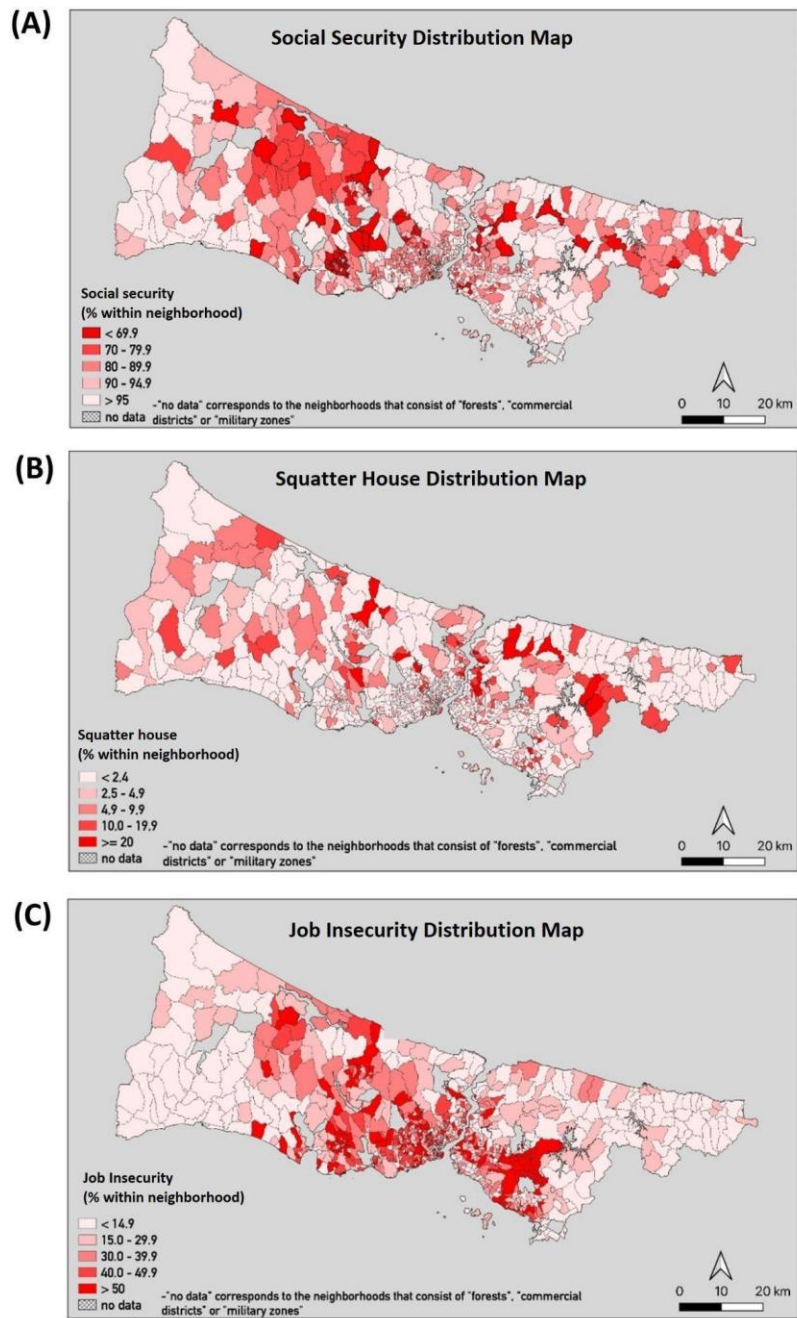 (A)
Social Security Distribution Map
Social security
(% within neighborhood)
< 69.9
70 - 79.9
80 - 89.9
90 - 94.9
> 95
no data
-"no data" corresponds to the neighborhoods that consist of "forests", "commercial
districts" or "military zones"
0 10 20 km
(B)
Squatter House Distribution Map
Squatter house
(% within neighborhood)
< 2.4
2.5 - 4.9
4.9 - 9.9
10.0 - 19.9
>= 20
no data
-"no data" corresponds to the neighborhoods that consist of "forests", "commercial
districts" or "military zones"
0 10 20 km
(C)
Job Insecurity Distribution Map
Job Insecurity
(% within neighborhood)
< 14.9
15.0 - 29.9
30.0 - 39.9
40.0 - 49.9
> 50
no data
-"no data" corresponds to the neighborhoods that consist of "forests", "commercial
districts" or "military zones"
0 10 20 km